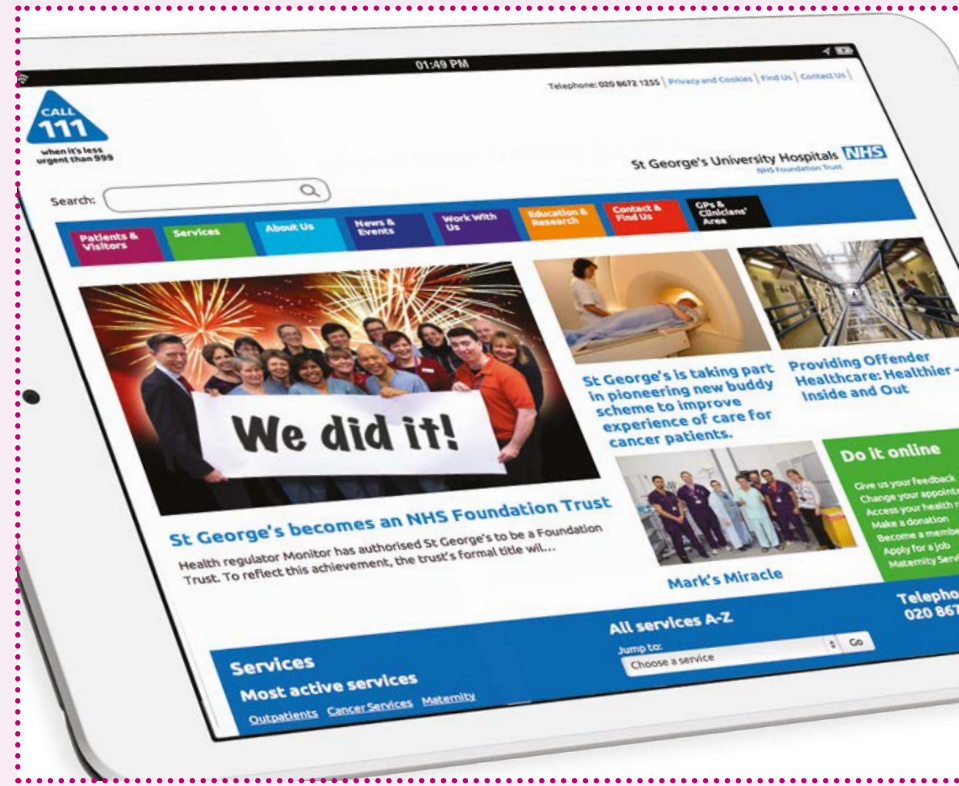 01:49 PM
Telephone: 020 8672 1255 | Privacy and Cookies | Find Us | Contact Us |
CALL
111
when it's less
urgent than 999
St George's University Hospitals NHS
NHS Foundation Trust
Search:
Patients &
Visitors
Services
About Us
News &
Events
Work With
Us
Education &
Research
Contact &
Find Us
GPs &
Clinicians'
Area
We did it!
St George's becomes an NHS Foundation Trust
Health regulator Monitor has authorised St George's to be a Foundation
Trust. To reflect this achievement, the trust's formal title wil...
St George's is taking part
in pioneering new buddy
scheme to improve
experience of care for
cancer patients.
Providing Offender
Healthcare: Healthier –
Inside and Out
Mark's Miracle
Do it online
Give us your feedback
Change your
Access your health
Make a donation
Become a
Apply for a job
Maternity
Services
Most active services
Outpatients Cancer Services Maternity
All services A-Z
Jump to:
Choose a service
Go
020